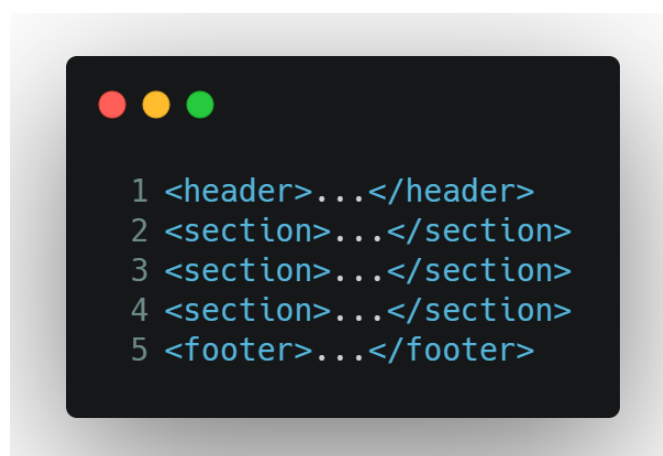 1 <header>...</header>
2 <section>...</section>
3 <section>...</section>
4 <section>...</section>
5 <footer>...</footer>